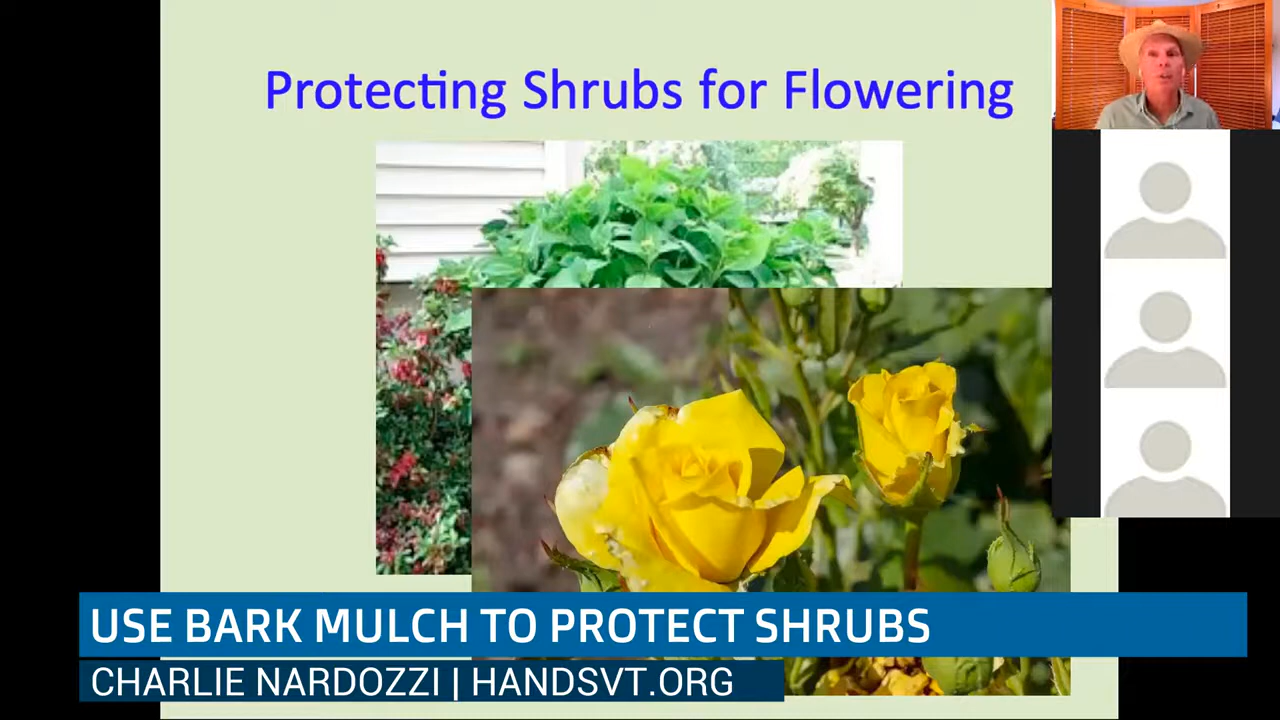 Protecting Shrubs for Flowering
USE BARK MULCH TO PROTECT SHRUBS
CHARLIE NARDOZZI | HANDSVT.ORG